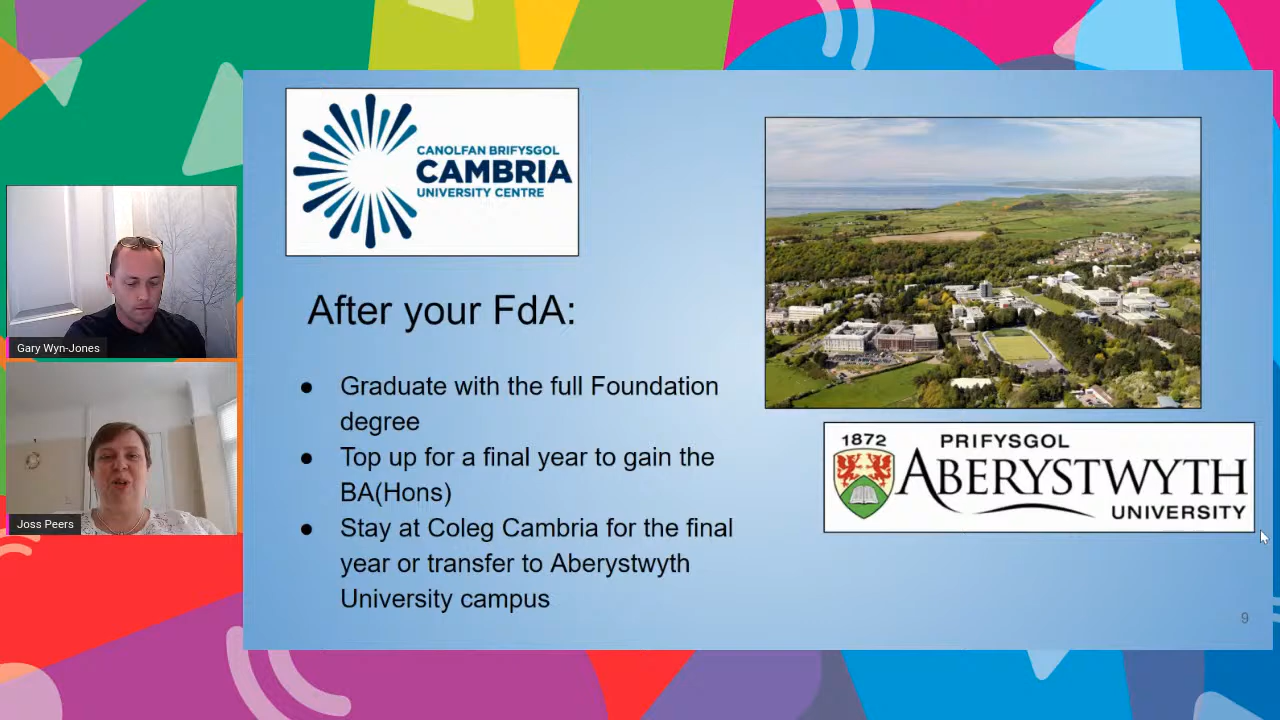 CANOLFAN BRIFYSGOL
CAMBRIA
UNIVERSITY CENTRE
Gary Wyn-Jones
Joss Peers
After your FdA:
● Graduate with the full Foundation
degree
● Top up for a final year to gain the
BA(Hons)
● Stay at Coleg Cambria for the final
year or transfer to Aberystwyth
University campus
1872
PRIFYSGOL
ABERYSTWYTH
UNIVERSITY
9